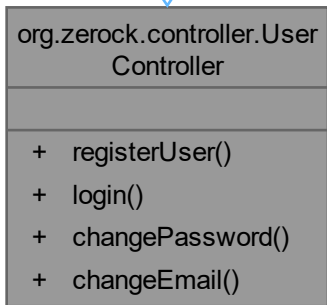 org.zerock.controller.User
Controller
+ registerUser()
+ login()
+ changePassword()
+ changeEmail()